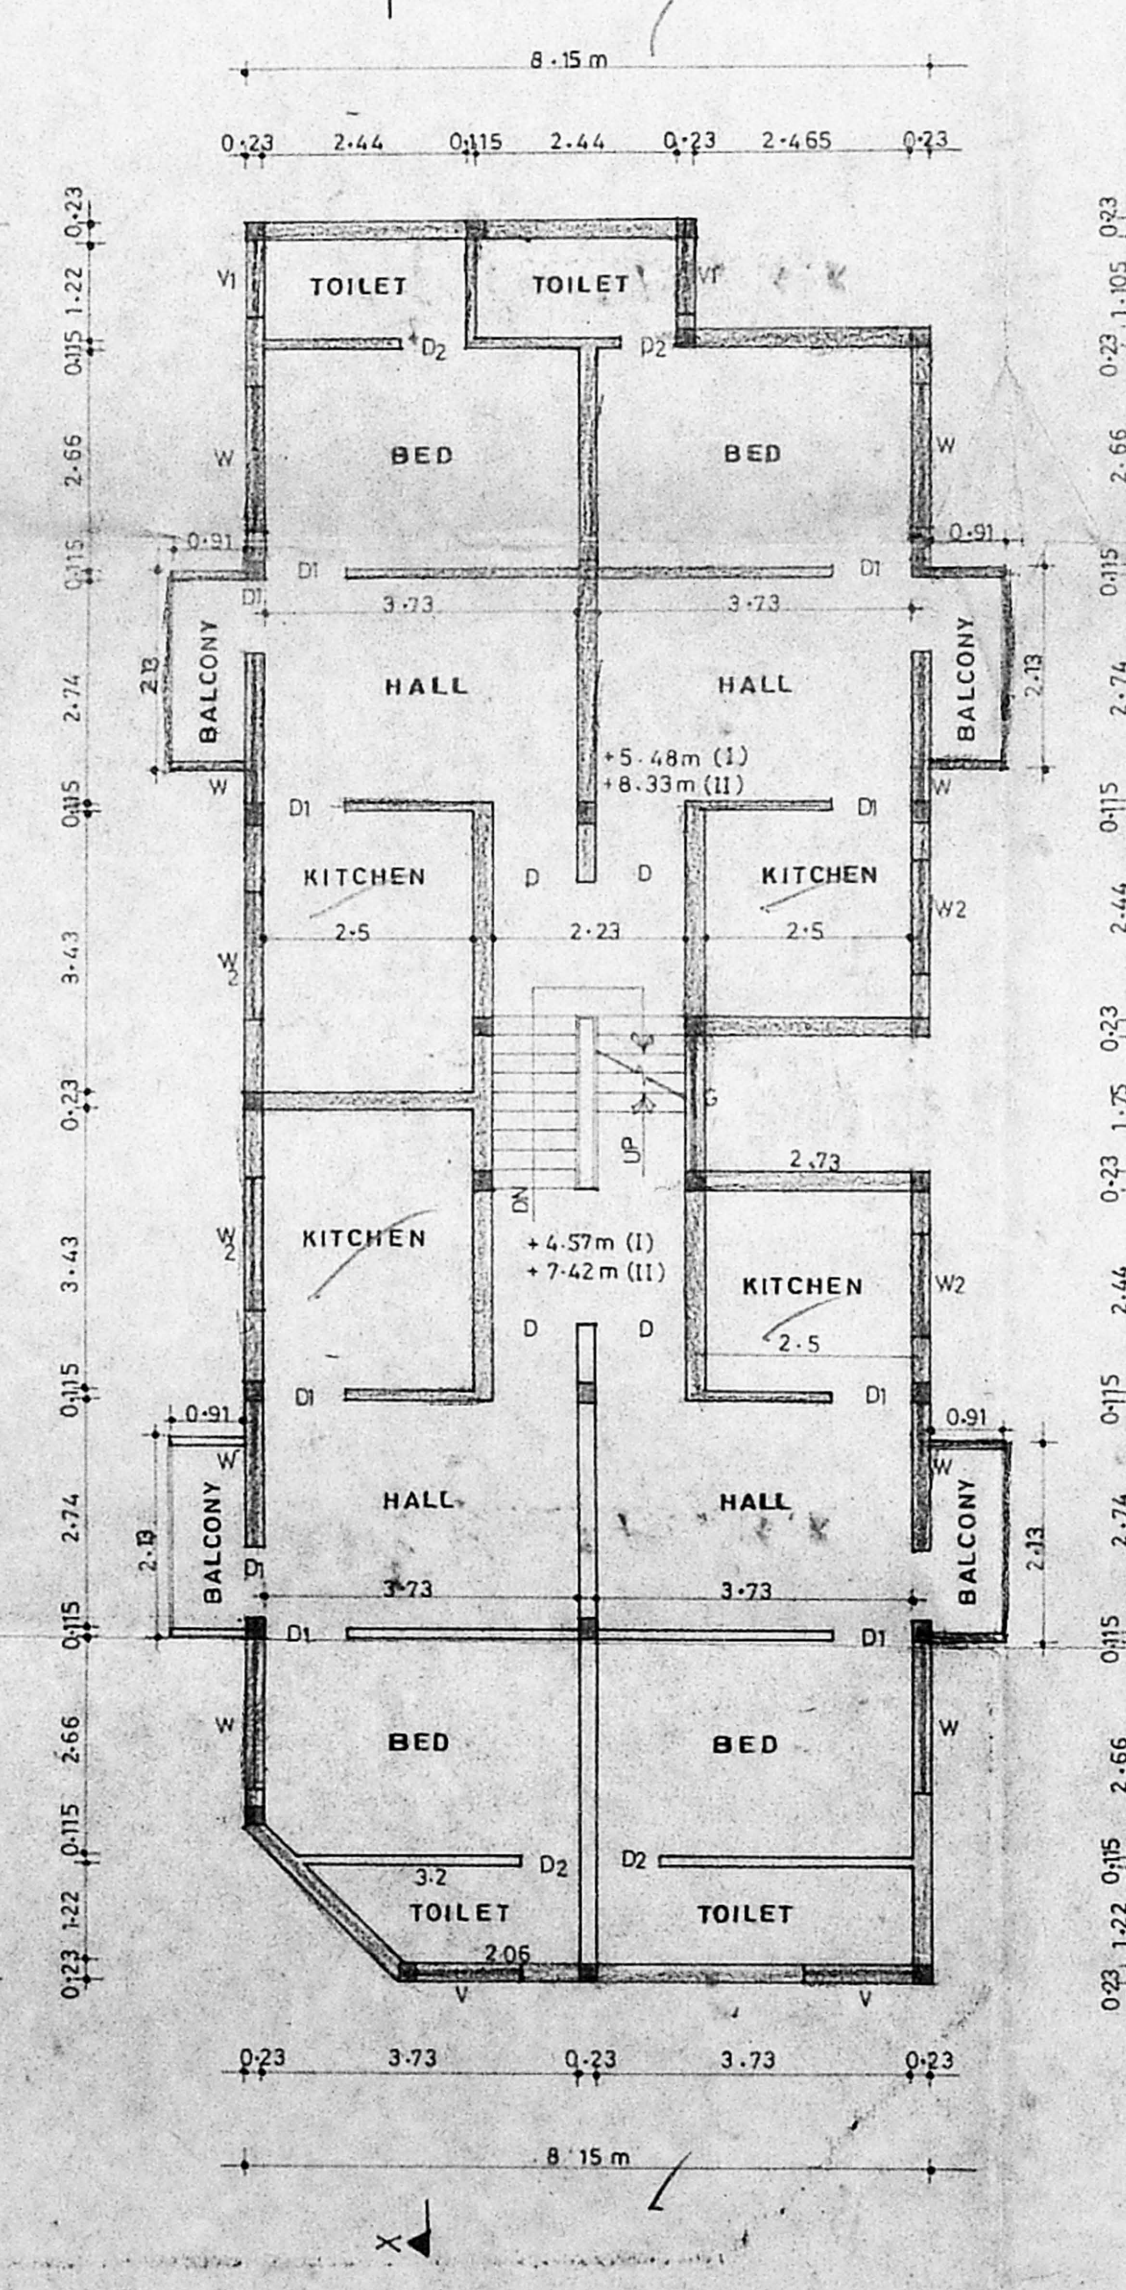 8.15 m
0.23 2.44 0.115 2.44 0.23 2.465 0.23
0.23
1.22
0.115
2.66
0.115
2.74
0.115
3.43
0.23
3.43
0.115
2.74
0.115
2.66
0.115
1.22
0.23
V1 TOILET TOILET V1
D2 D2
W BED BED W
0.91 0.91
D1 D1
D1 3.73 3.73
2.13 BALCONY HALL HALL BALCONY 2.13
+5.48m (I)
+8.33m (II)
W W
D1 D1
KITCHEN D D KITCHEN
W2
2.5 2.23 2.5
W2
G
UP
2.73
DN
W2 KITCHEN
+4.57m (I)
+7.42m (II)
KITCHEN W2
D D
2.5
D1 D1
0.91 0.91
W W
2.13 BALCONY HALL HALL BALCONY 2.13
D1
3.73 3.73
D1 D1
W BED BED W
D2 D2
3.2
TOILET TOILET
2.06
V V
0.23
1.105
0.23
2.66
0.115
2.74
0.115
2.44
0.23
1.75
0.23
2.44
0.115
2.74
0.115
2.66
0.115
1.22
0.23
0.23 3.73 0.23 3.73 0.23
8.15 m
X